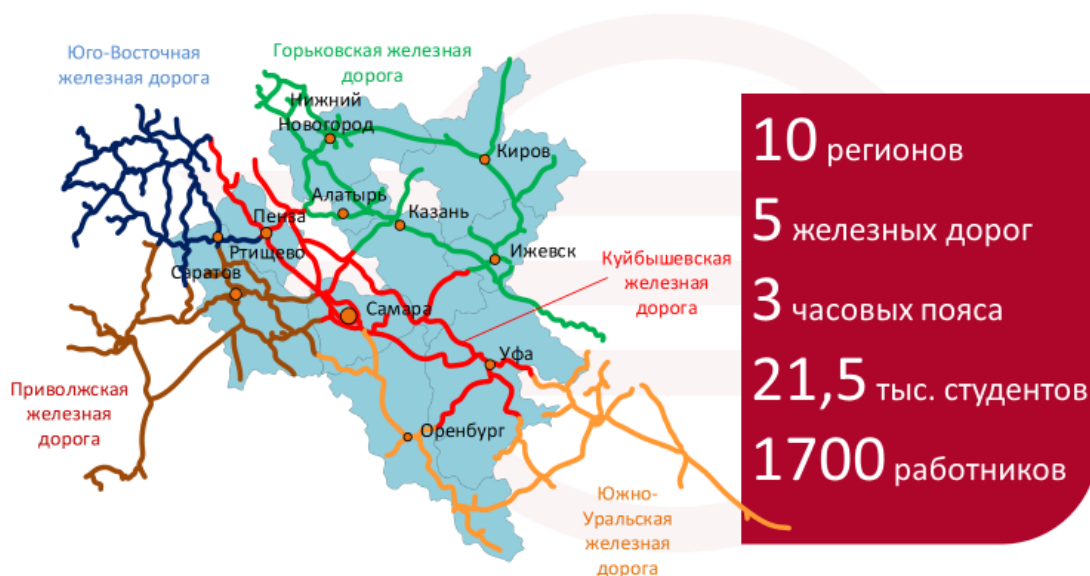 Юго-Восточная
железная дорога
Горьковская железная
дорога
Нижний
Новогород
Киров
Алатырь
Казань
Пенза
Ртищево
Ижевск
Саратов
Самара
Куйбышевская
железная
дорога
Уфа
Приволжская
железная
дорога
Оренбург
Южно-
Уральская
железная
дорога
10 регионов
5 железных дорог
3 часовых пояса
21,5 тыс. студентов
1700 работников